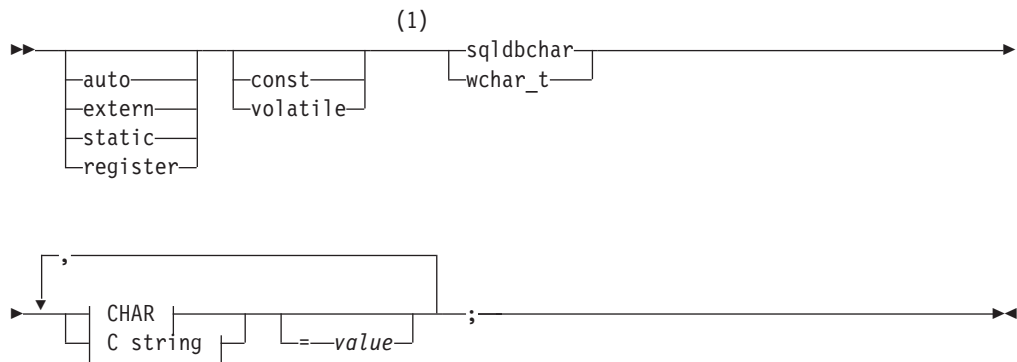 (1)
sqldbchar
auto const wchar_t
extern volatile
static
register
,
CHAR ;
C string = value